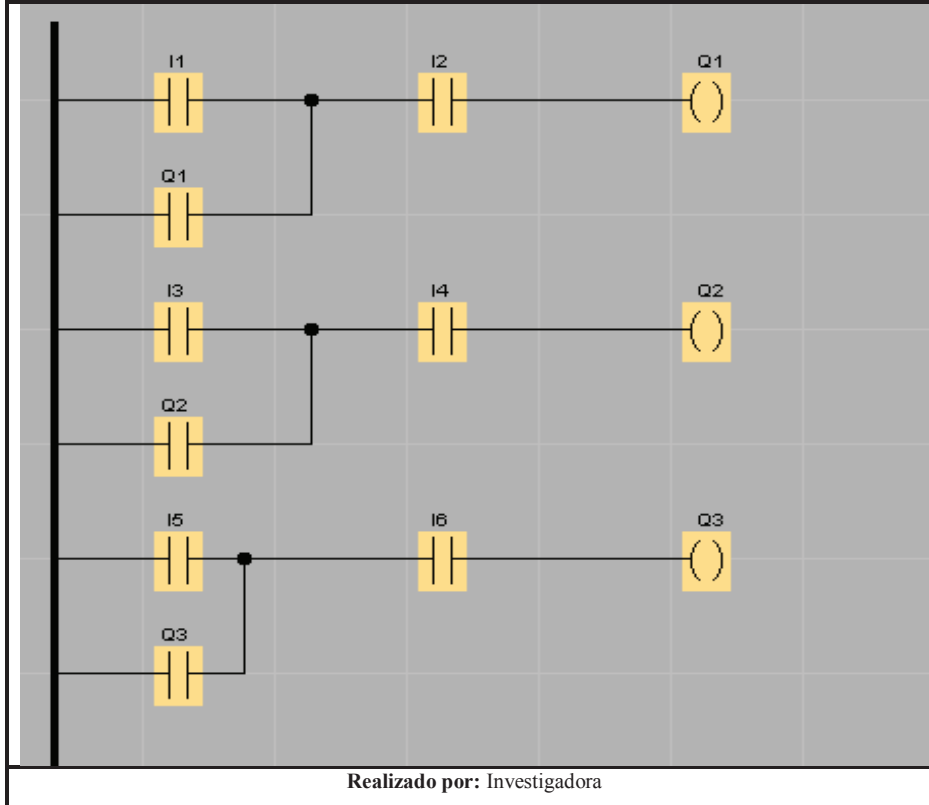 I1 I2 Q1
Q1
I3 I4 Q2
Q2
I5 I6 Q3
Q3
Realizado por: Investigadora